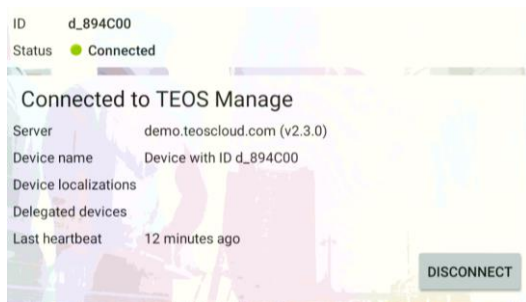 ID d_894C00
Status Connected
Connected to TEOS Manage
Server demo.teoscloud.com (v2.3.0)
Device name Device with ID d_894C00
Device localizations
Delegated devices
Last heartbeat 12 minutes ago
DISCONNECT